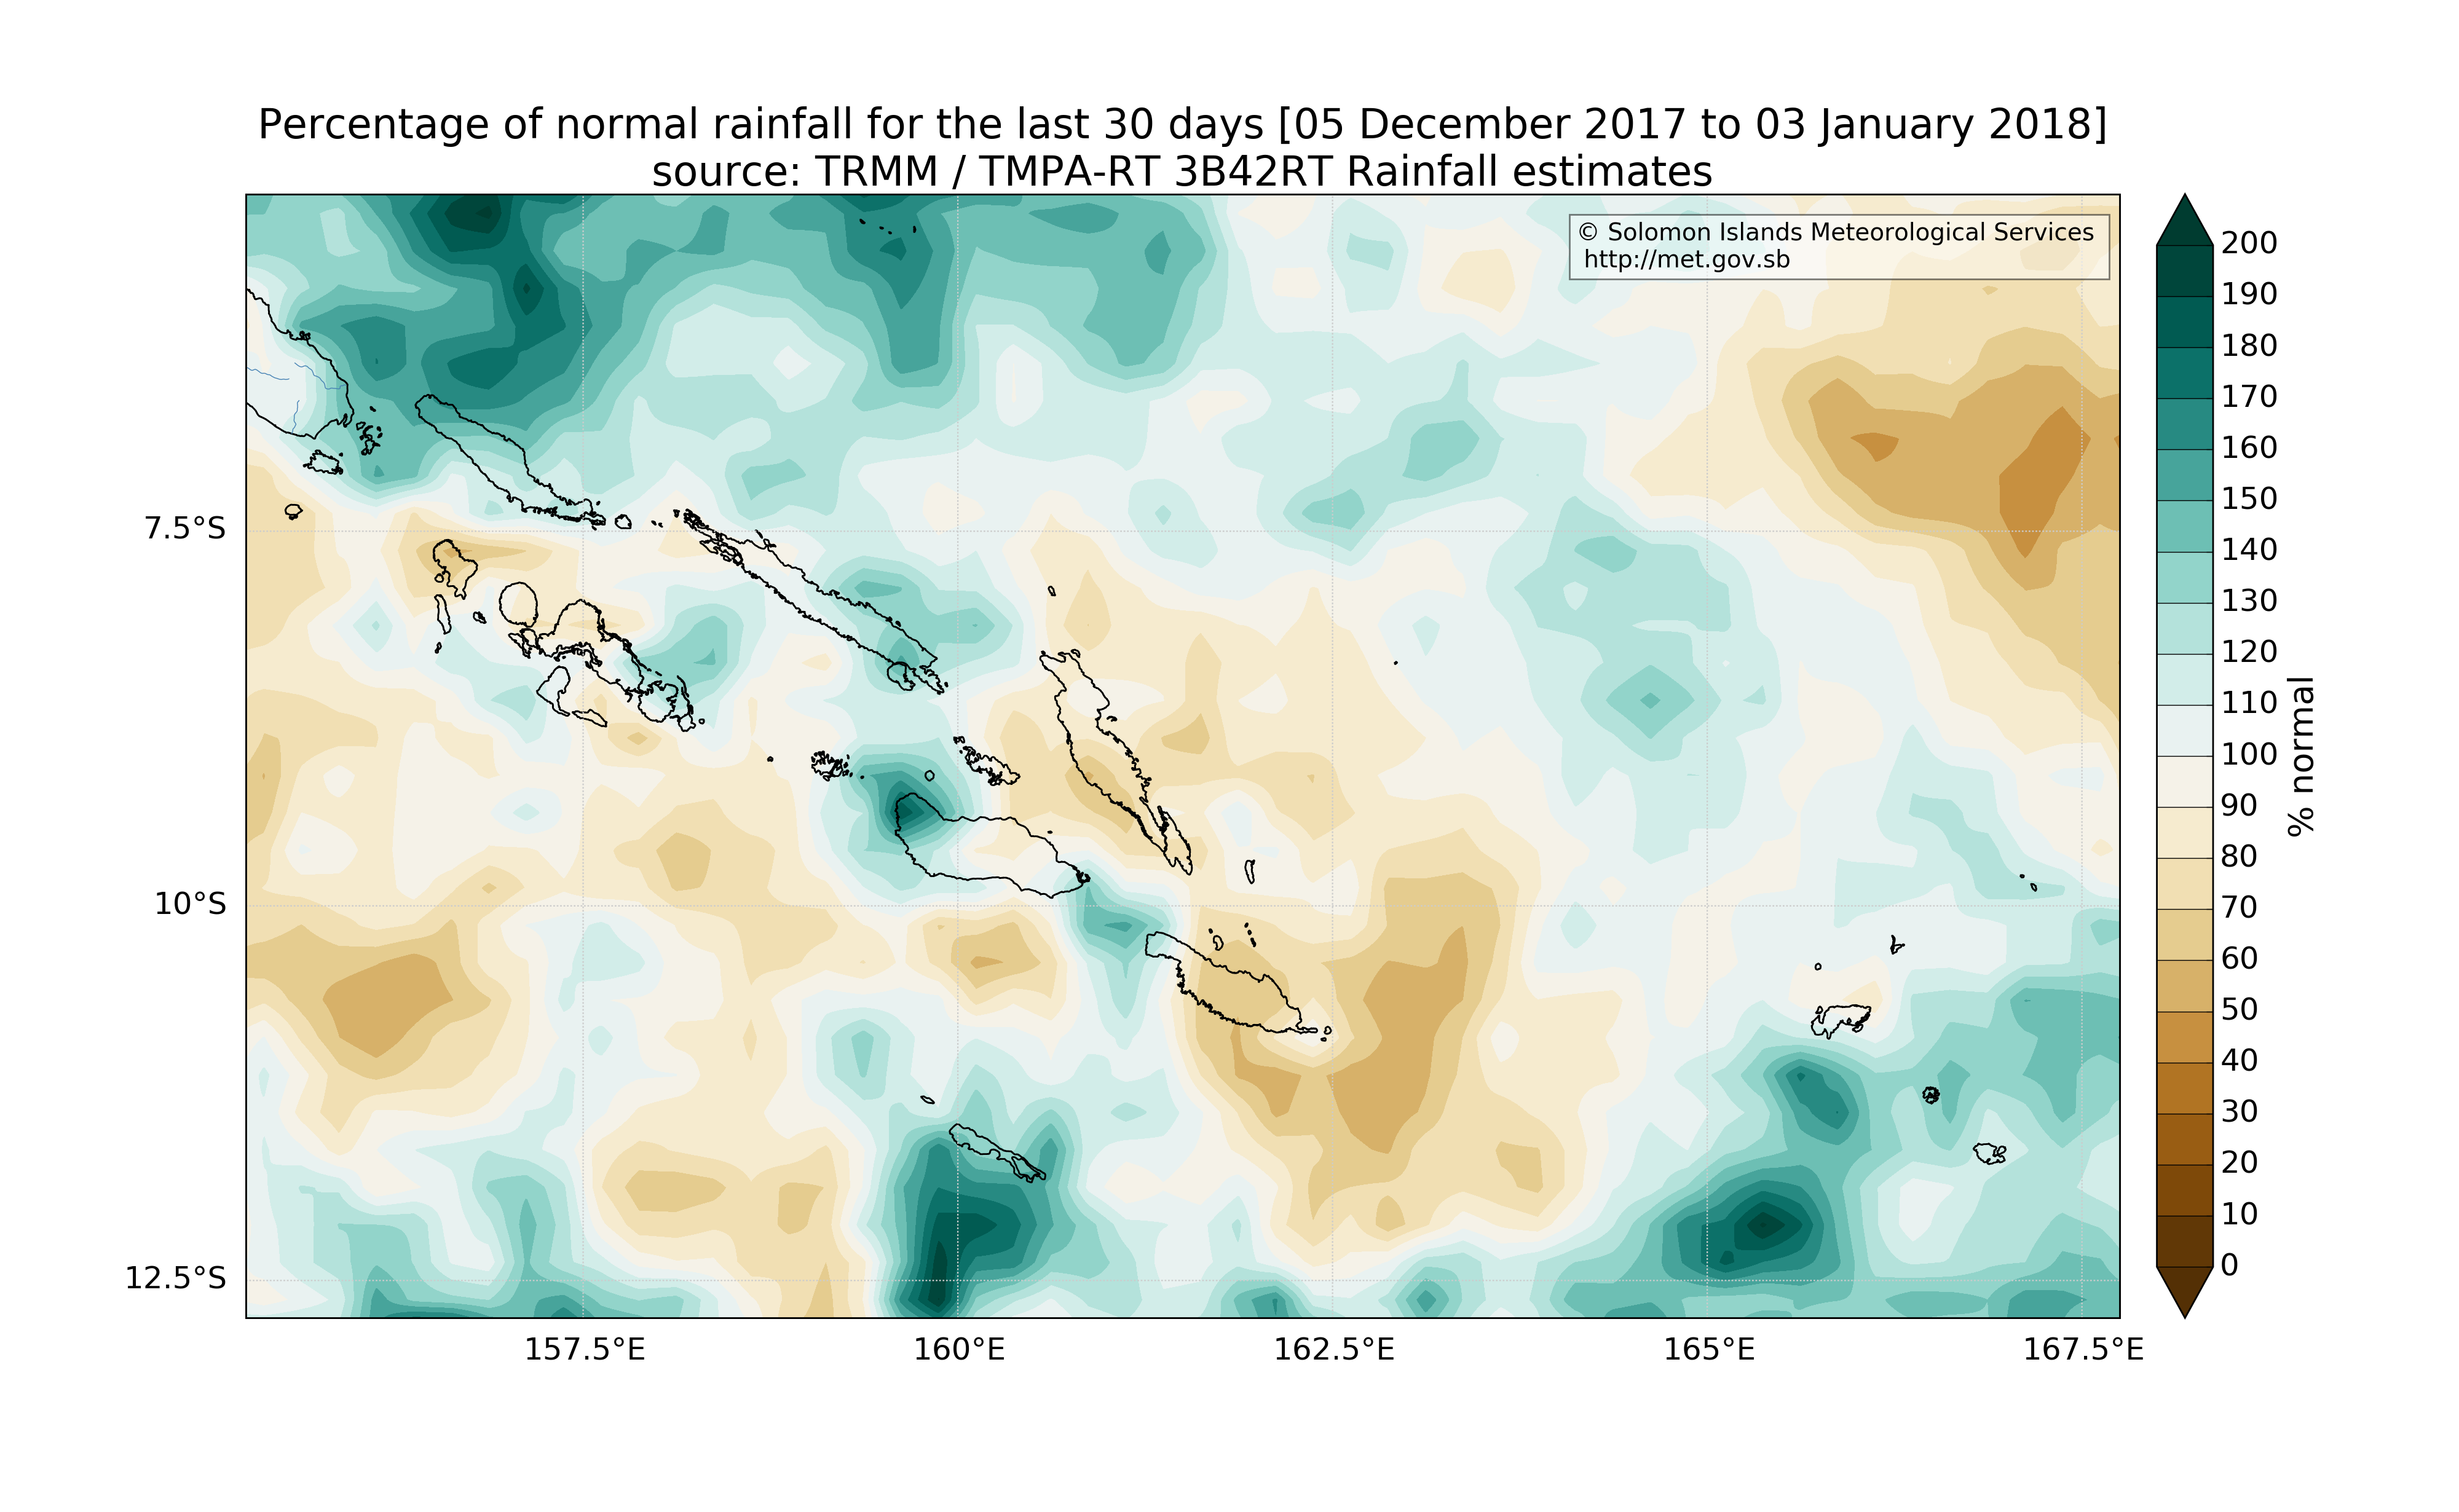 Percentage of normal rainfall for the last 30 days [05 December 2017 to 03 January 2018]
source: TRMM / TMPA-RT 3B42RT Rainfall estimates
© Solomon Islands Meteorological Services
http://met.gov.sb
7.5°S
10°S
12.5°S
157.5°E
160°E
162.5°E
165°E
167.5°E
200
190
180
170
160
150
140
130
120
110
100
90
80
70
60
50
40
30
20
10
0
% normal